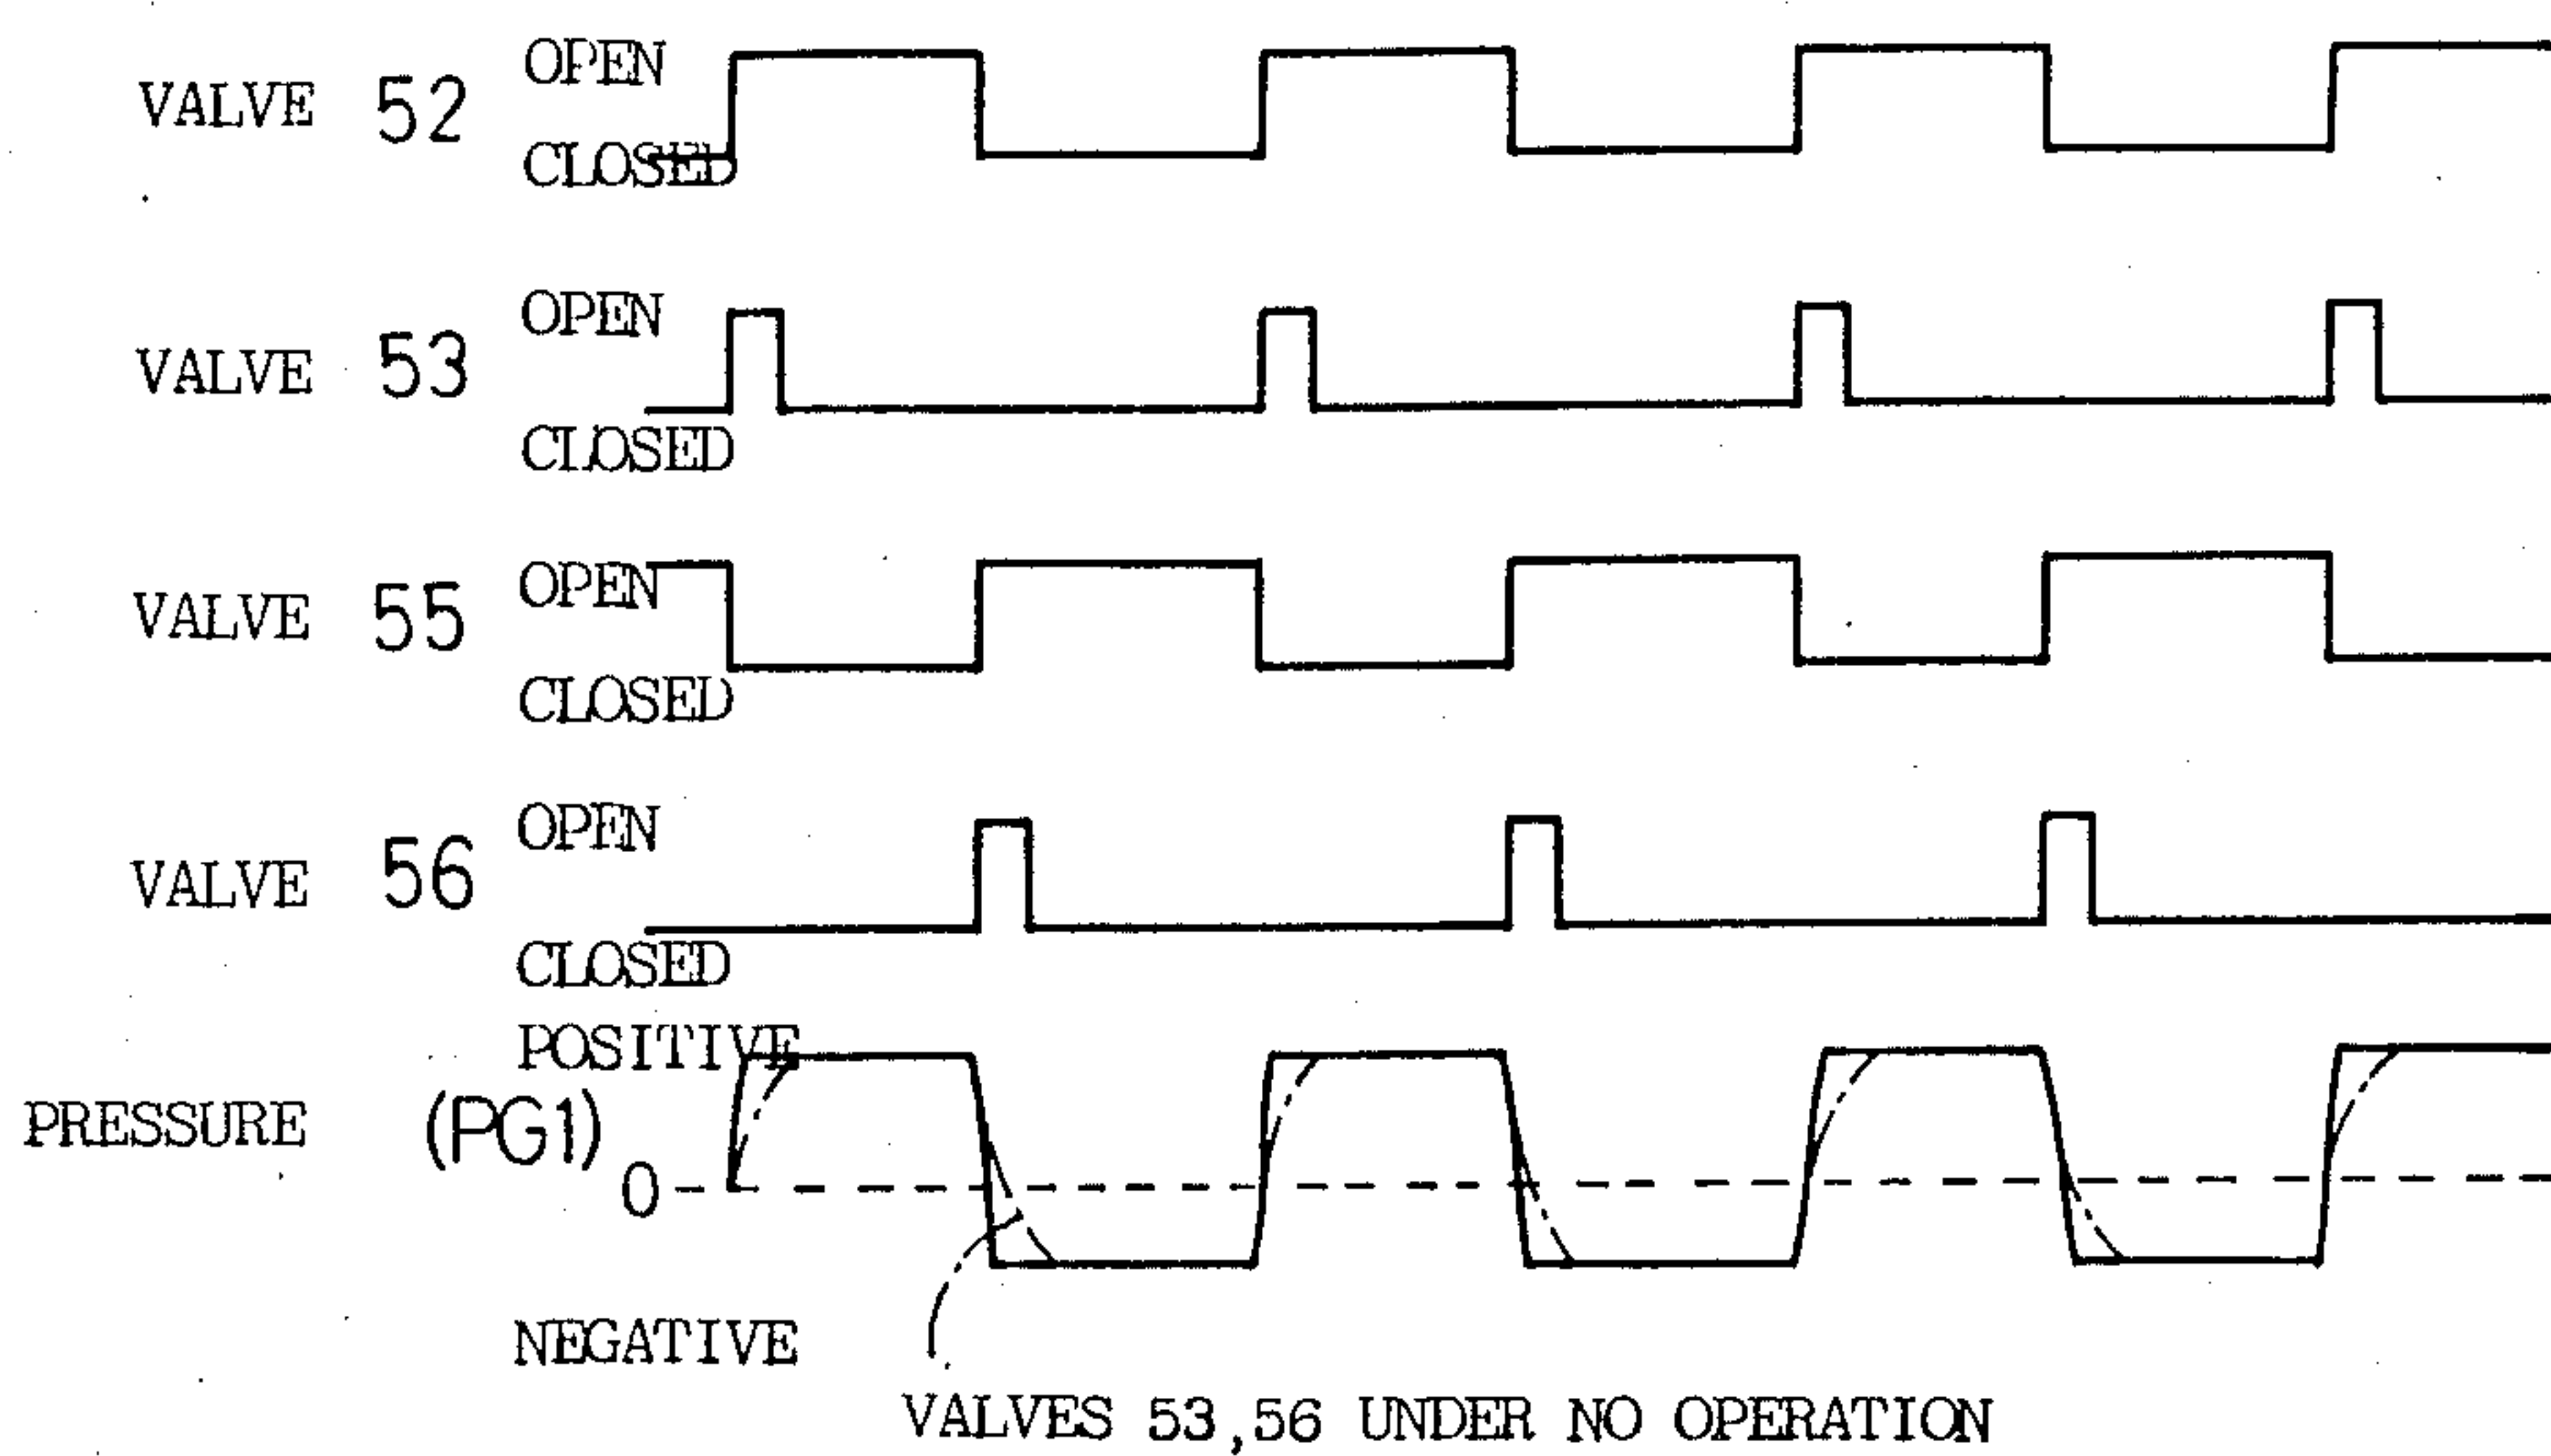 OPEN
VALVE 52
CLOSED
OPEN
VALVE 53
CLOSED
OPEN
VALVE 55
CLOSED
OPEN
VALVE 56
CLOSED
POSITIVE
PRESSURE (PG1)
0
NEGATIVE
VALVES 53,56 UNDER NO OPERATION